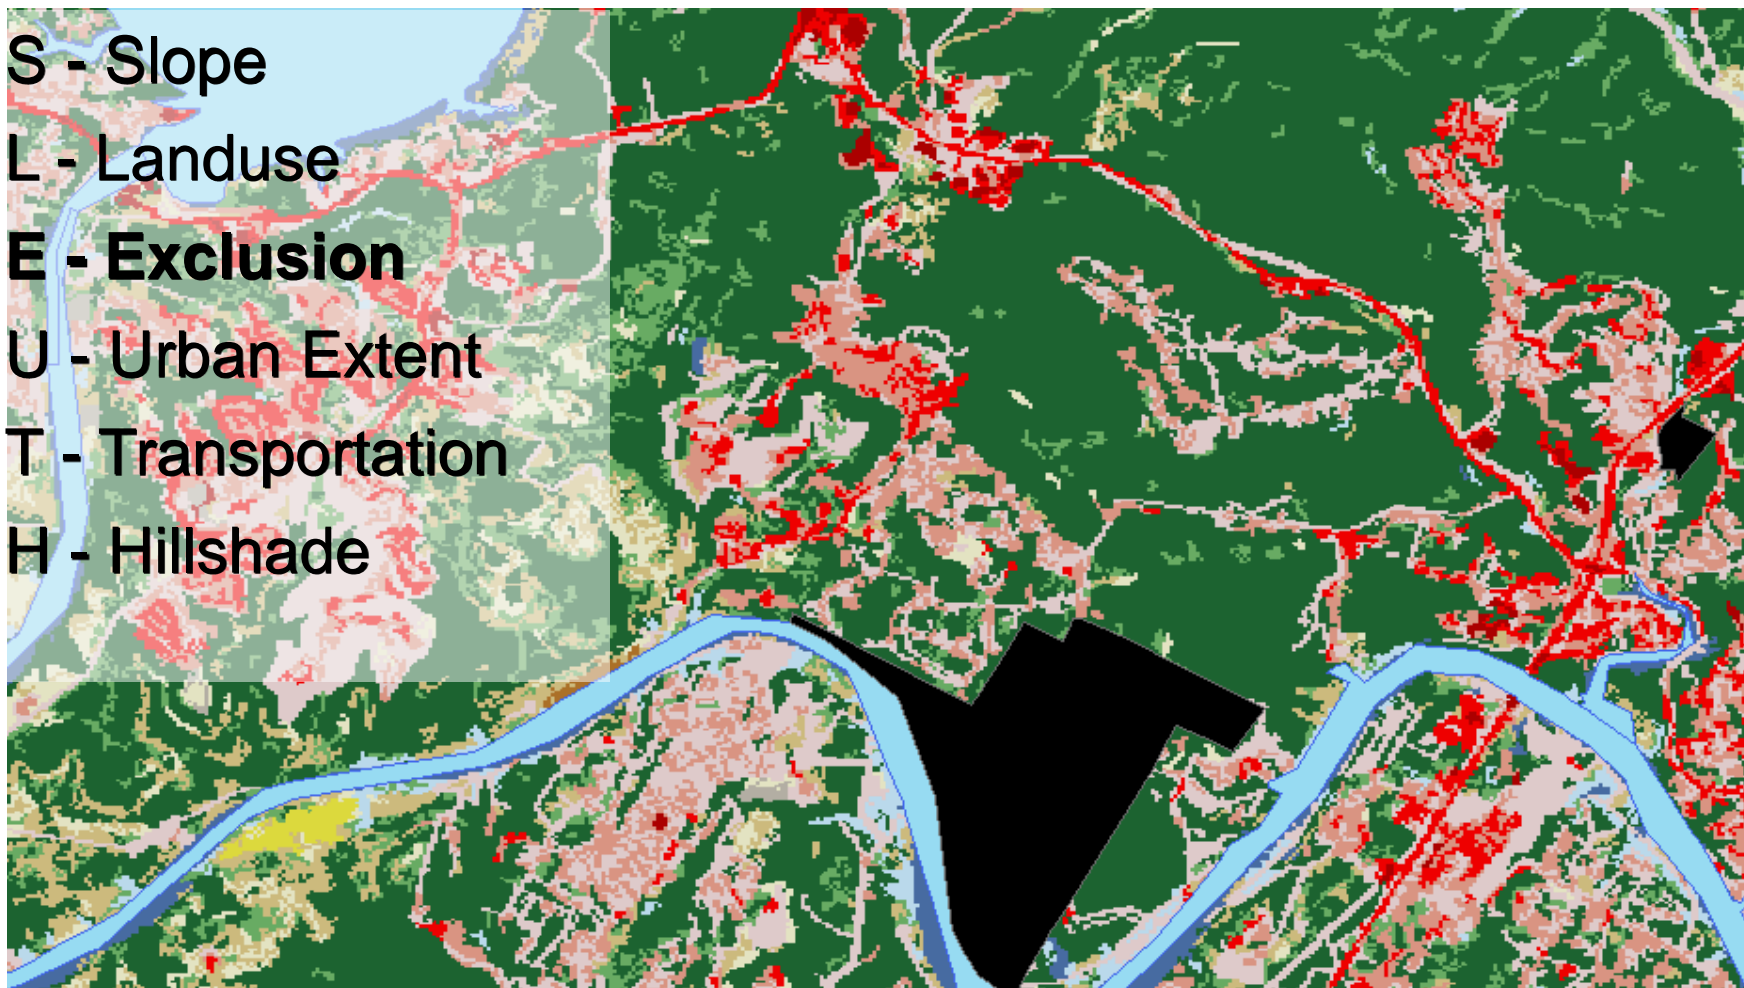 S - Slope
L - Landuse
E - Exclusion
U - Urban Extent
T - Transportation
H - Hillshade